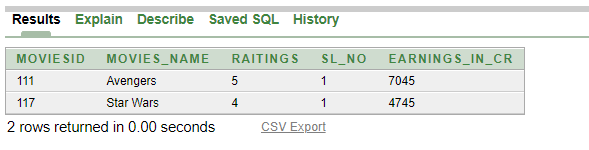 Results Explain Describe Saved SQL History
MOVIESID MOVIES_NAME RAITINGS SL_NO EARNINGS_IN_CR
111 Avengers 5 1 7045
117 Star Wars 4 1 4745
2 rows returned in 0.00 seconds CSV Export